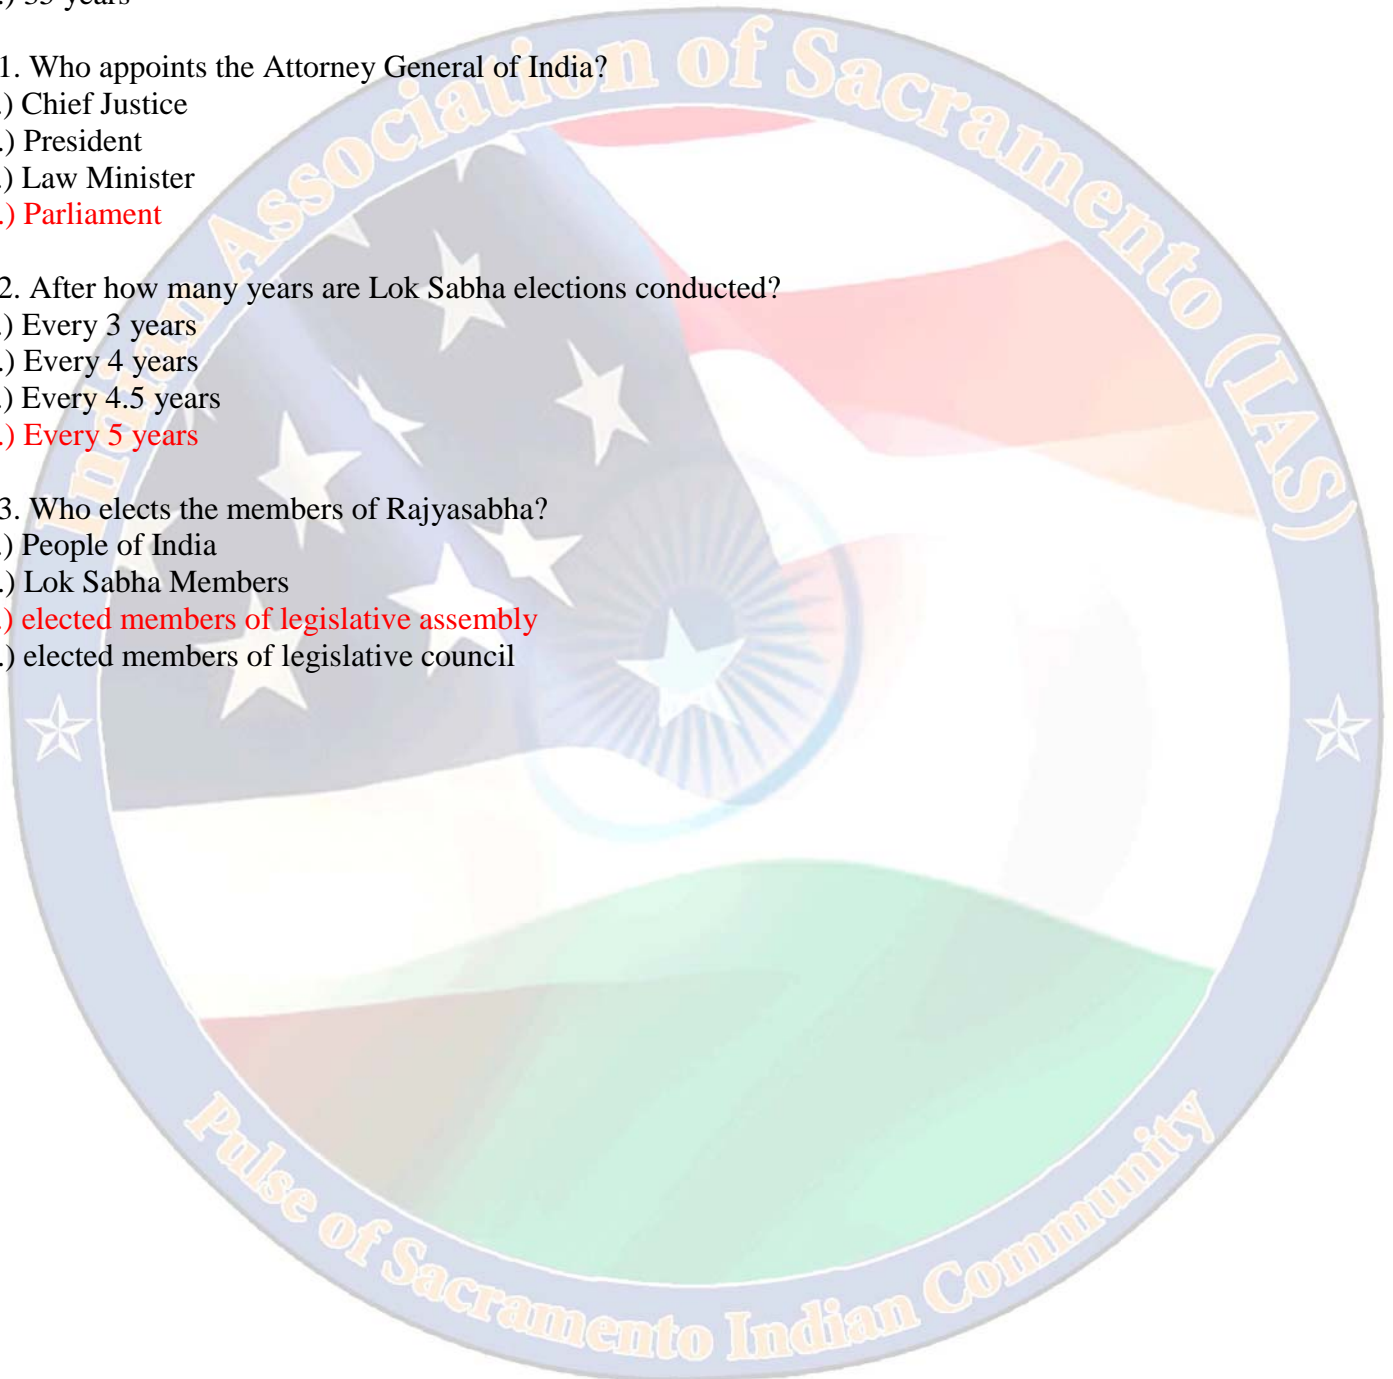 .) 35 years
1. Who appoints the Attorney General of India?
.) Chief Justice
.) President
.) Law Minister
.) Parliament
2. After how many years are Lok Sabha elections conducted?
.) Every 3 years
.) Every 4 years
.) Every 4.5 years
.) Every 5 years
3. Who elects the members of Rajyasabha?
.) People of India
.) Lok Sabha Members
.) elected members of legislative assembly
.) elected members of legislative council
Indian Association of Sacramento (IAS)
Pulse of Sacramento Indian Community